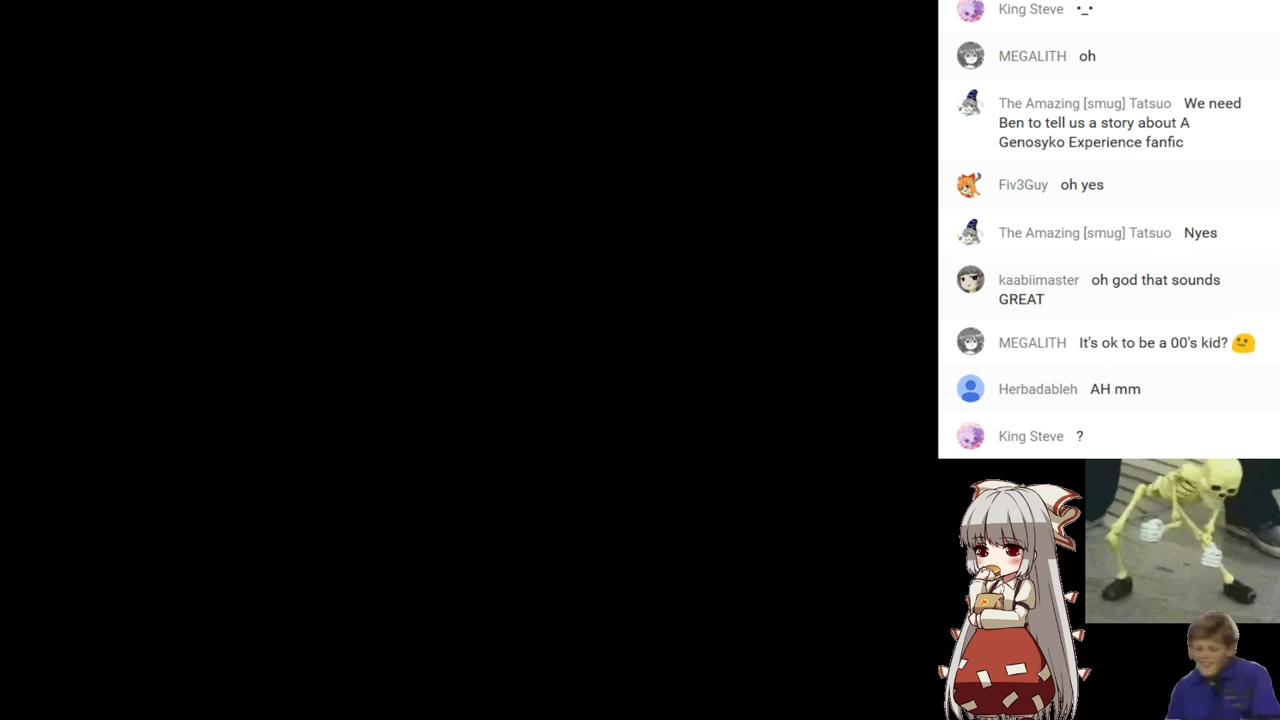 King Steve •_•
MEGALITH oh
The Amazing [smug] Tatsuo We need
Ben to tell us a story about A
Genosyko Experience fanfic
Fiv3Guy oh yes
The Amazing [smug] Tatsuo Nyes
kaabiimaster oh god that sounds
GREAT
MEGALITH It's ok to be a 00's kid?
Herbadableh AH mm
King Steve ?